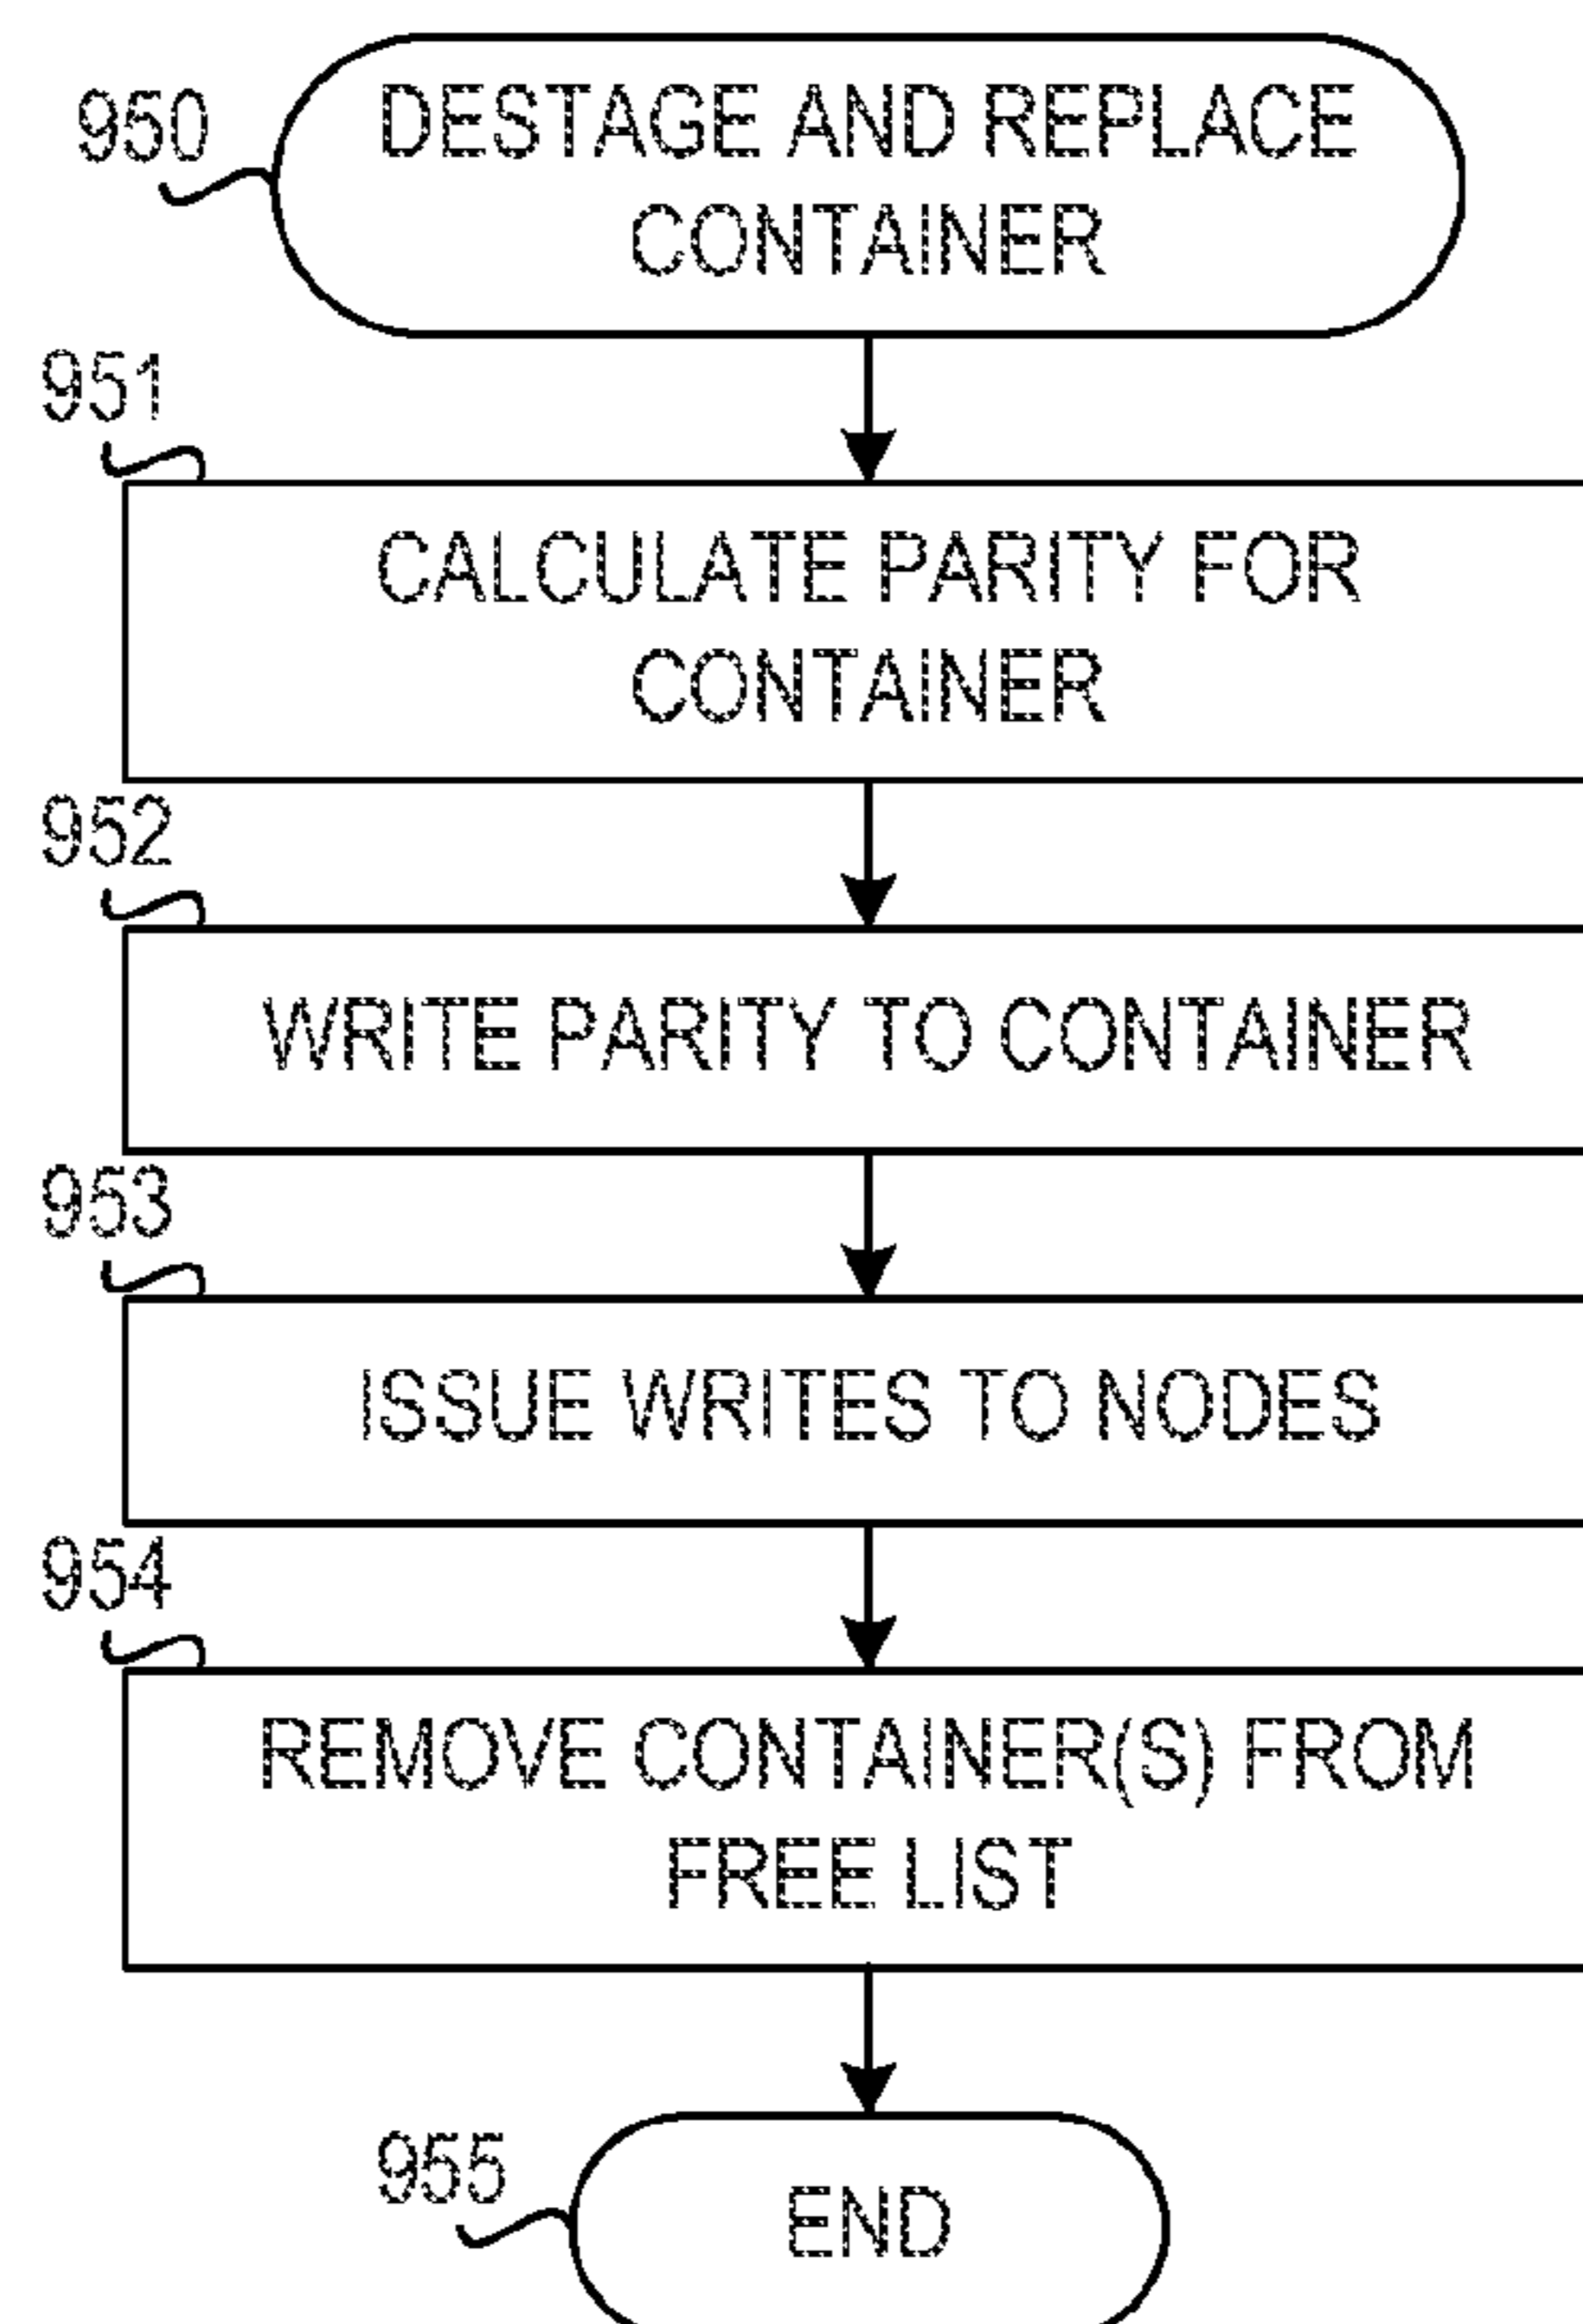 950
DESTAGE AND REPLACE
CONTAINER
951
CALCULATE PARITY FOR
CONTAINER
952
WRITE PARITY TO CONTAINER
953
ISSUE WRITES TO NODES
954
REMOVE CONTAINER(S) FROM
FREE LIST
955
END